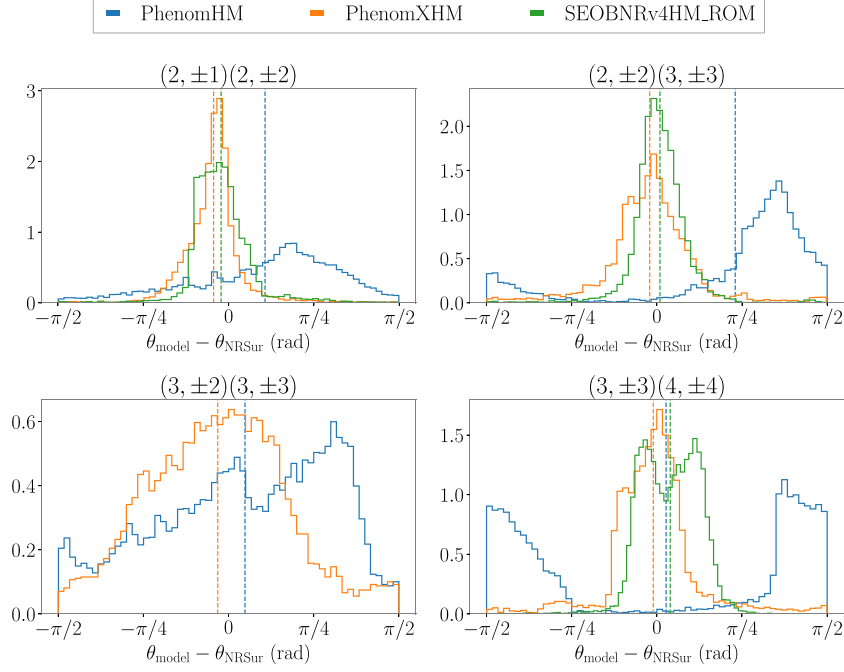 PhenomHM PhenomXHM SEOBNRv4HM_ROM
(2, ±1)(2, ±2)
3
2
1
0
−π/2 −π/4 0 π/4 π/2
θmodel − θNRSur (rad)
(2, ±2)(3, ±3)
2.0
1.5
1.0
0.5
0.0
−π/2 −π/4 0 π/4 π/2
θmodel − θNRSur (rad)
(3, ±2)(3, ±3)
0.6
0.4
0.2
0.0
−π/2 −π/4 0 π/4 π/2
θmodel − θNRSur (rad)
(3, ±3)(4, ±4)
1.5
1.0
0.5
0.0
−π/2 −π/4 0 π/4 π/2
θmodel − θNRSur (rad)